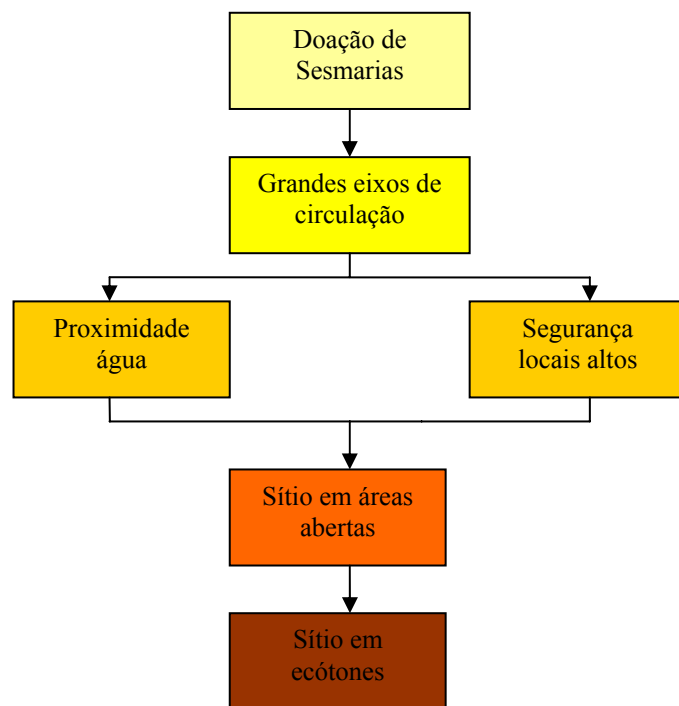 Doação de
Sesmarias
Grandes eixos de
circulação
Proximidade
água
Segurança
locais altos
Sítio em áreas
abertas
Sítio em
ecótones